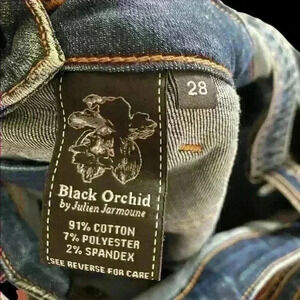 28
Black Orchid
by Julien Jarmoune
91% COTTON
7% POLYESTER
2% SPANDEX
!SEE REVERSE FOR CARE!